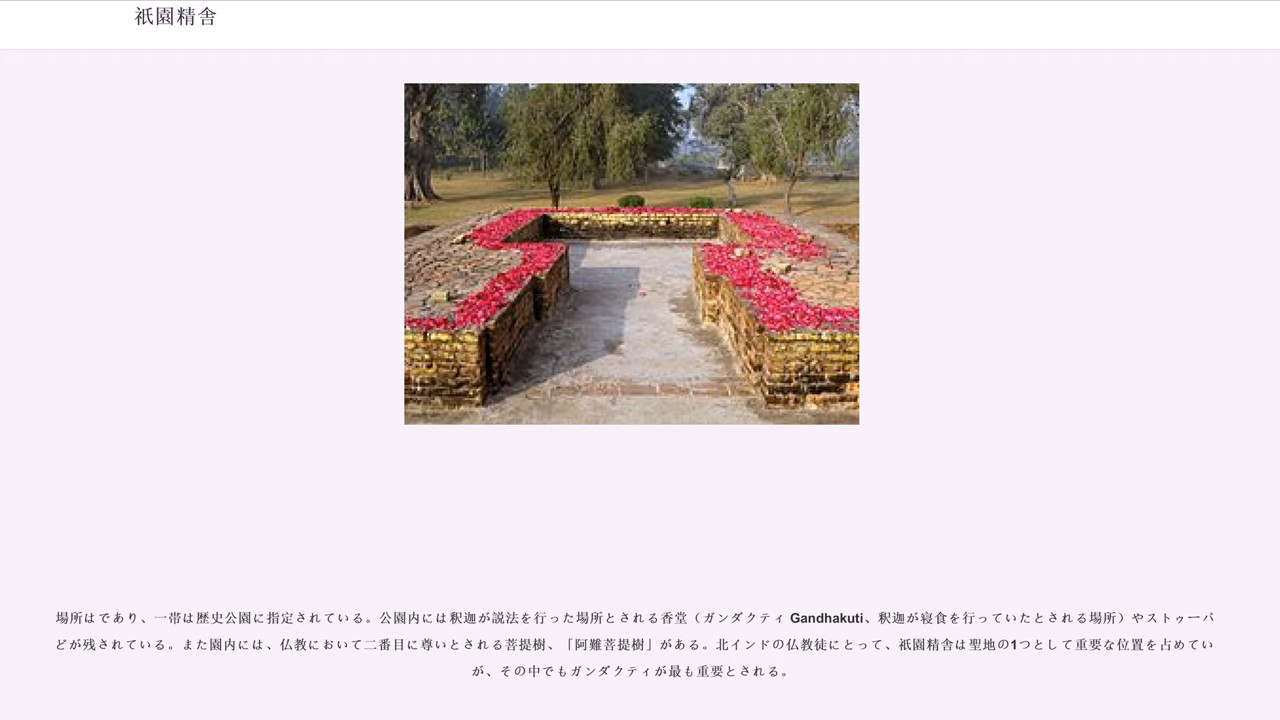 祇園精舎
場所はであり、一帯は歴史公園に指定されている。公園内には釈迦が説法を行った場所とされる香堂（ガンダクティ Gandhakuti、釈迦が寝食を行っていたとされる場所）やストゥーパ
どが残されている。また園内には、仏教において二番目に尊いとされる菩提樹、「阿難菩提樹」がある。北インドの仏教徒にとって、祇園精舎は聖地の1つとして重要な位置を占めてい
が、その中でもガンダクティが最も重要とされる。